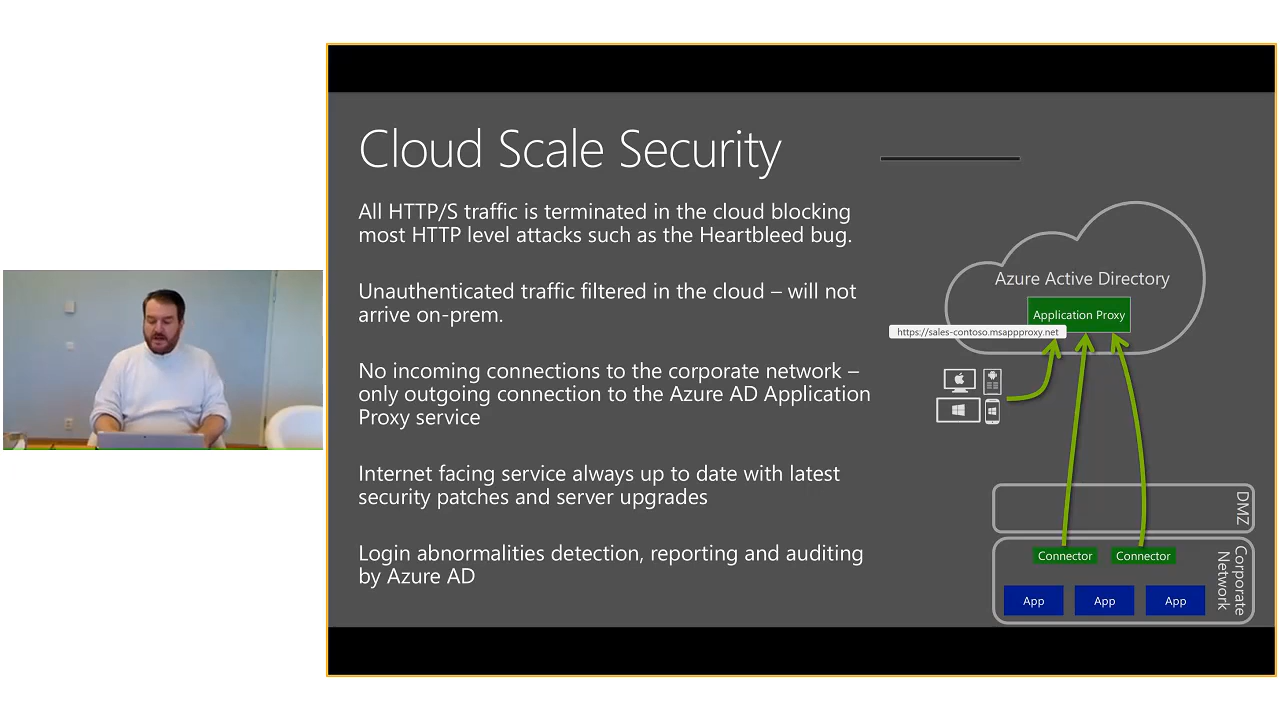 Cloud Scale Security
All HTTP/S traffic is terminated in the cloud blocking
most HTTP level attacks such as the Heartbleed bug.
Unauthenticated traffic filtered in the cloud – will not
arrive on-prem.
No incoming connections to the corporate network –
only outgoing connection to the Azure AD Application
Proxy service
Internet facing service always up to date with latest
security patches and server upgrades
Login abnormalities detection, reporting and auditing
by Azure AD
Azure Active Directory
Application Proxy
https://sales-contoso.msappproxy.net
DMZ
Connector
Connector
Corporate
Network
App
App
App